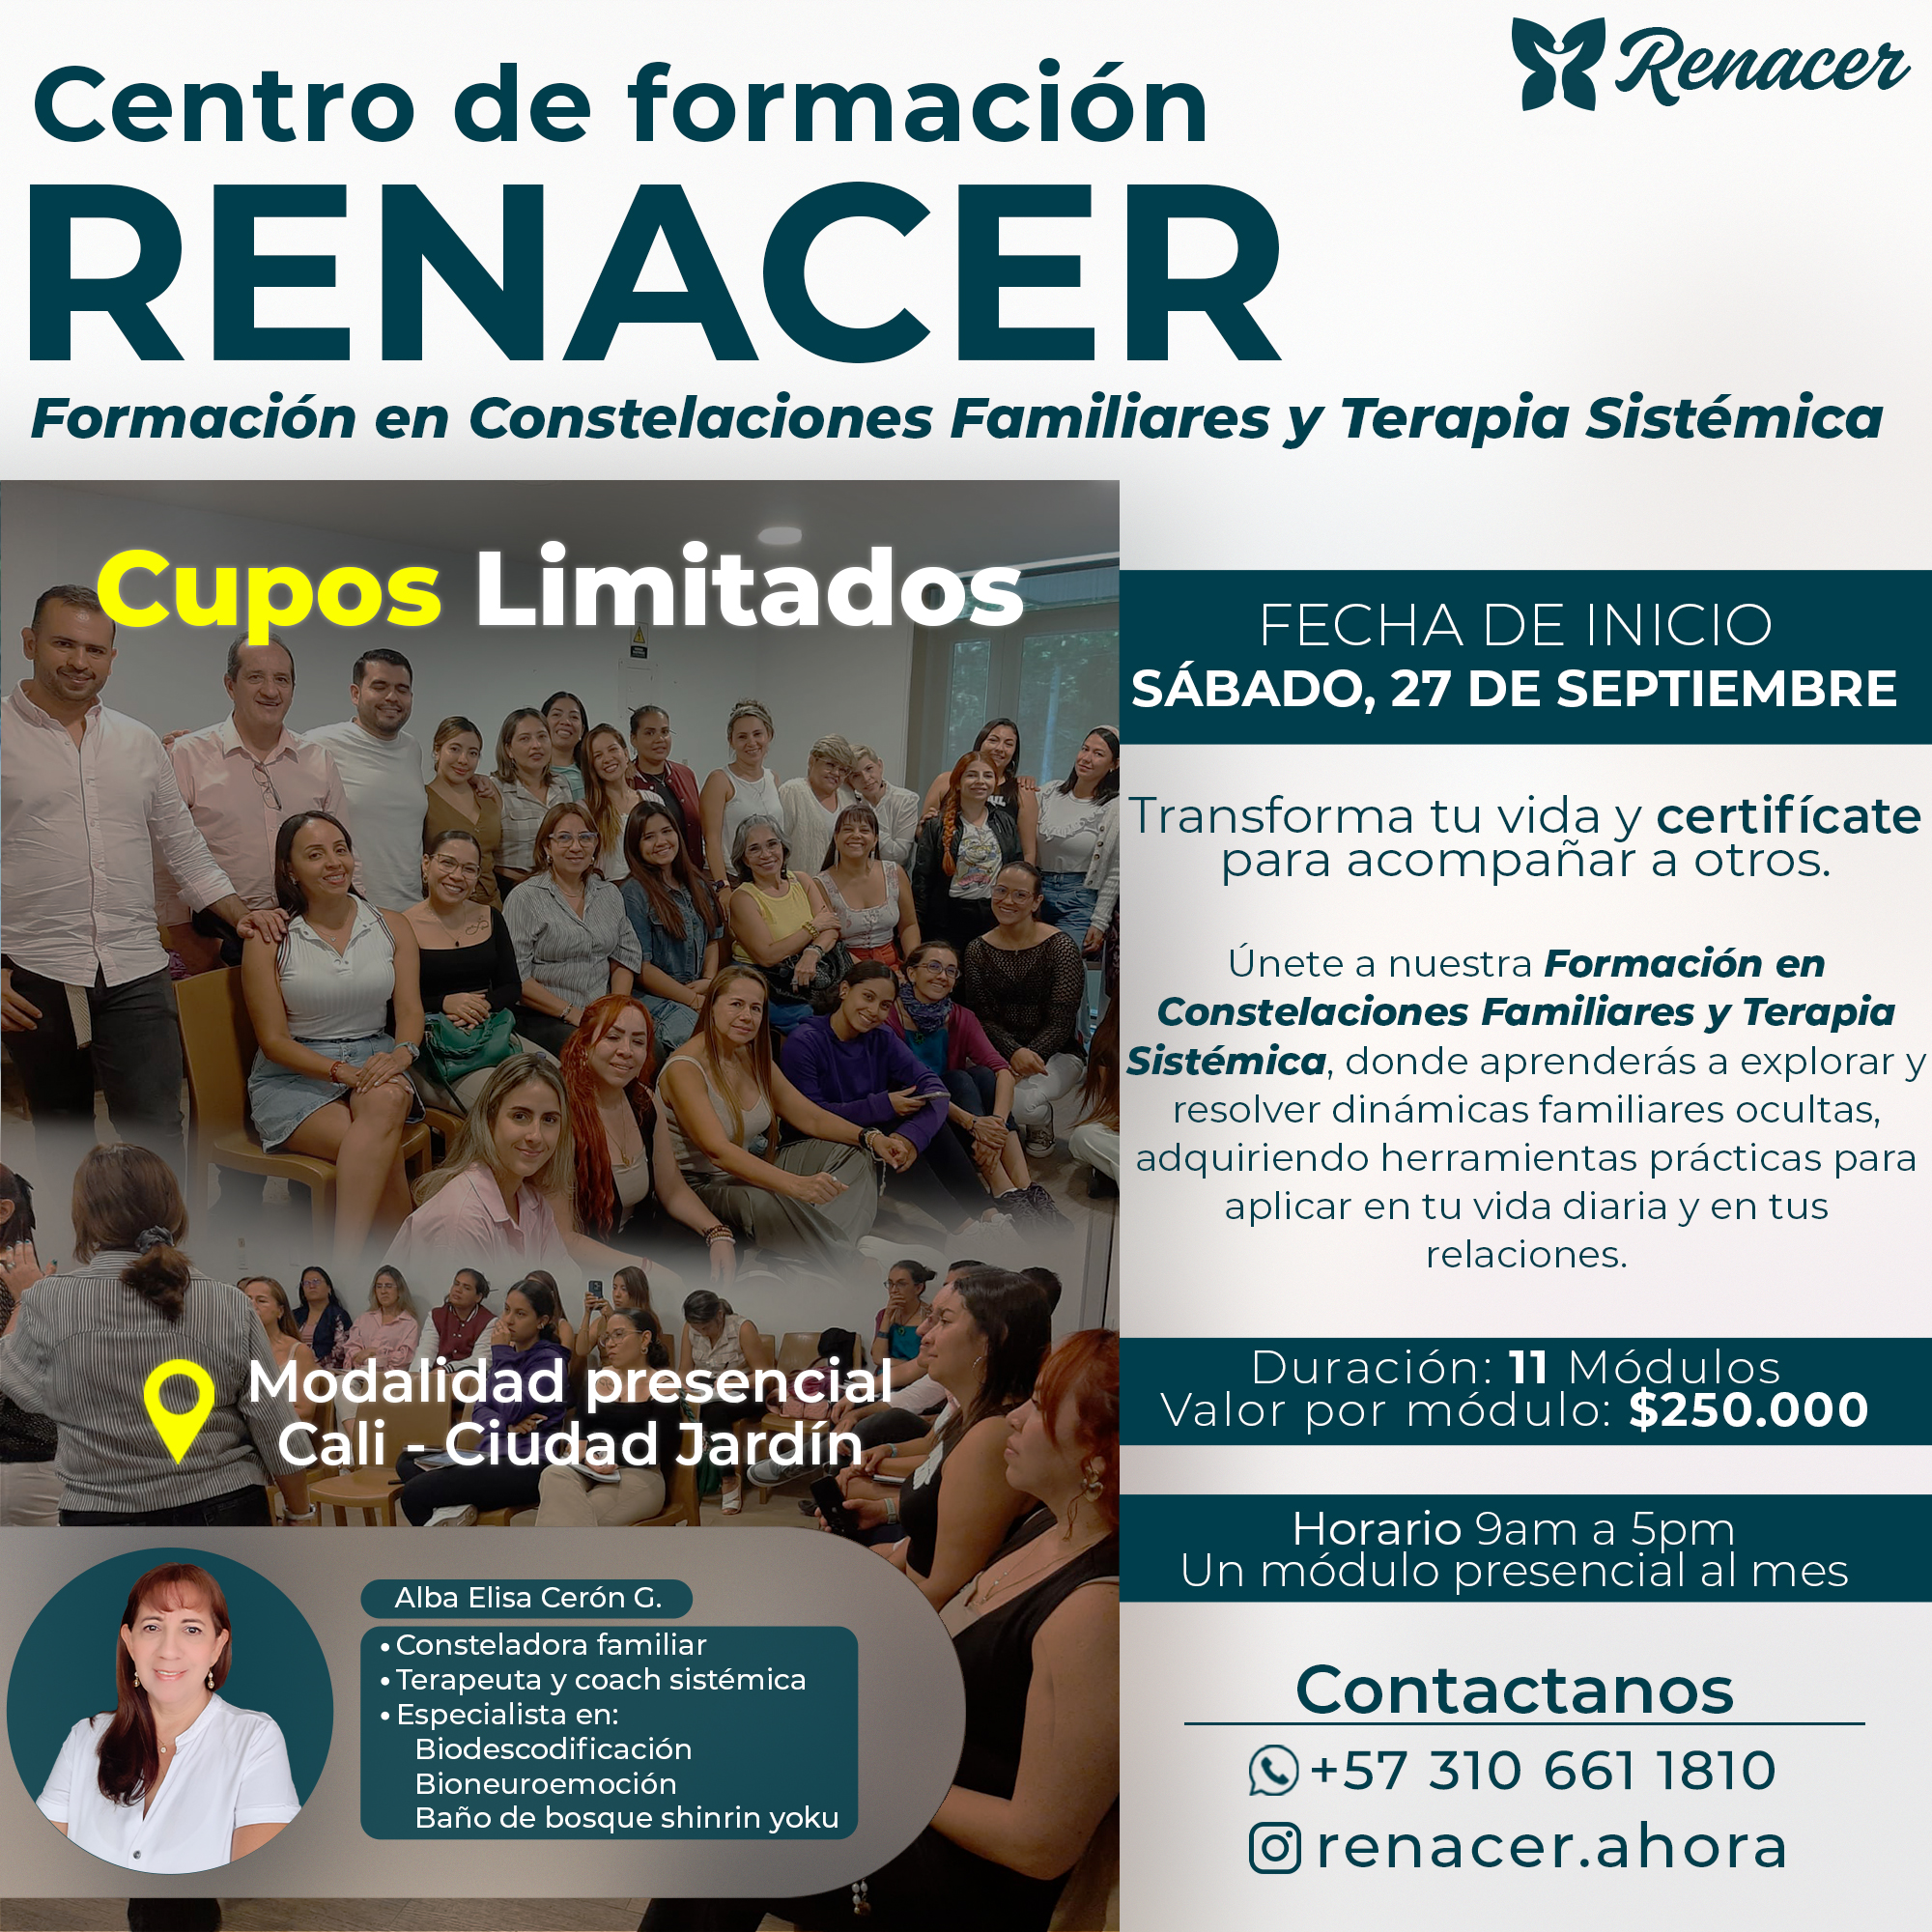 Renacer
Centro de formación
RENACER
Formación en Constelaciones Familiares y Terapia Sistémica
Cupos Limitados
FECHA DE INICIO
SÁBADO, 27 DE SEPTIEMBRE
Transforma tu vida y certifícate
para acompañar a otros.
Únete a nuestra Formación en
Constelaciones Familiares y Terapia
Sistémica, donde aprenderás a explorar y
resolver dinámicas familiares ocultas,
adquiriendo herramientas prácticas para
aplicar en tu vida diaria y en tus
relaciones.
Modalidad presencial
Cali - Ciudad Jardín
Duración: 11 Módulos
Valor por módulo: $250.000
Horario 9am a 5pm
Un módulo presencial al mes
Alba Elisa Cerón G.
• Consteladora familiar
• Terapeuta y coach sistémica
• Especialista en:
Biodescodificación
Bioneuroemoción
Baño de bosque shinrin yoku
Contactanos
+57 310 661 1810
renacer.ahora